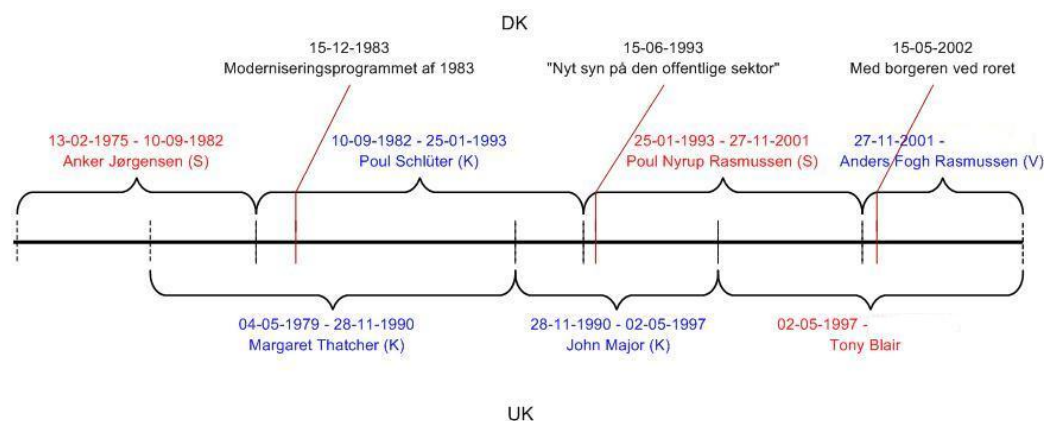 DK
15-12-1983
Moderniseringsprogrammet af 1983
15-06-1993
"Nyt syn på den offentlige sektor"
15-05-2002
Med borgeren ved roret
13-02-1975 - 10-09-1982
Anker Jørgensen (S)
10-09-1982 - 25-01-1993
Poul Schlüter (K)
25-01-1993 - 27-11-2001
Poul Nyrup Rasmussen (S)
27-11-2001 -
Anders Fogh Rasmussen (V)
04-05-1979 - 28-11-1990
Margaret Thatcher (K)
28-11-1990 - 02-05-1997
John Major (K)
02-05-1997 -
Tony Blair
UK